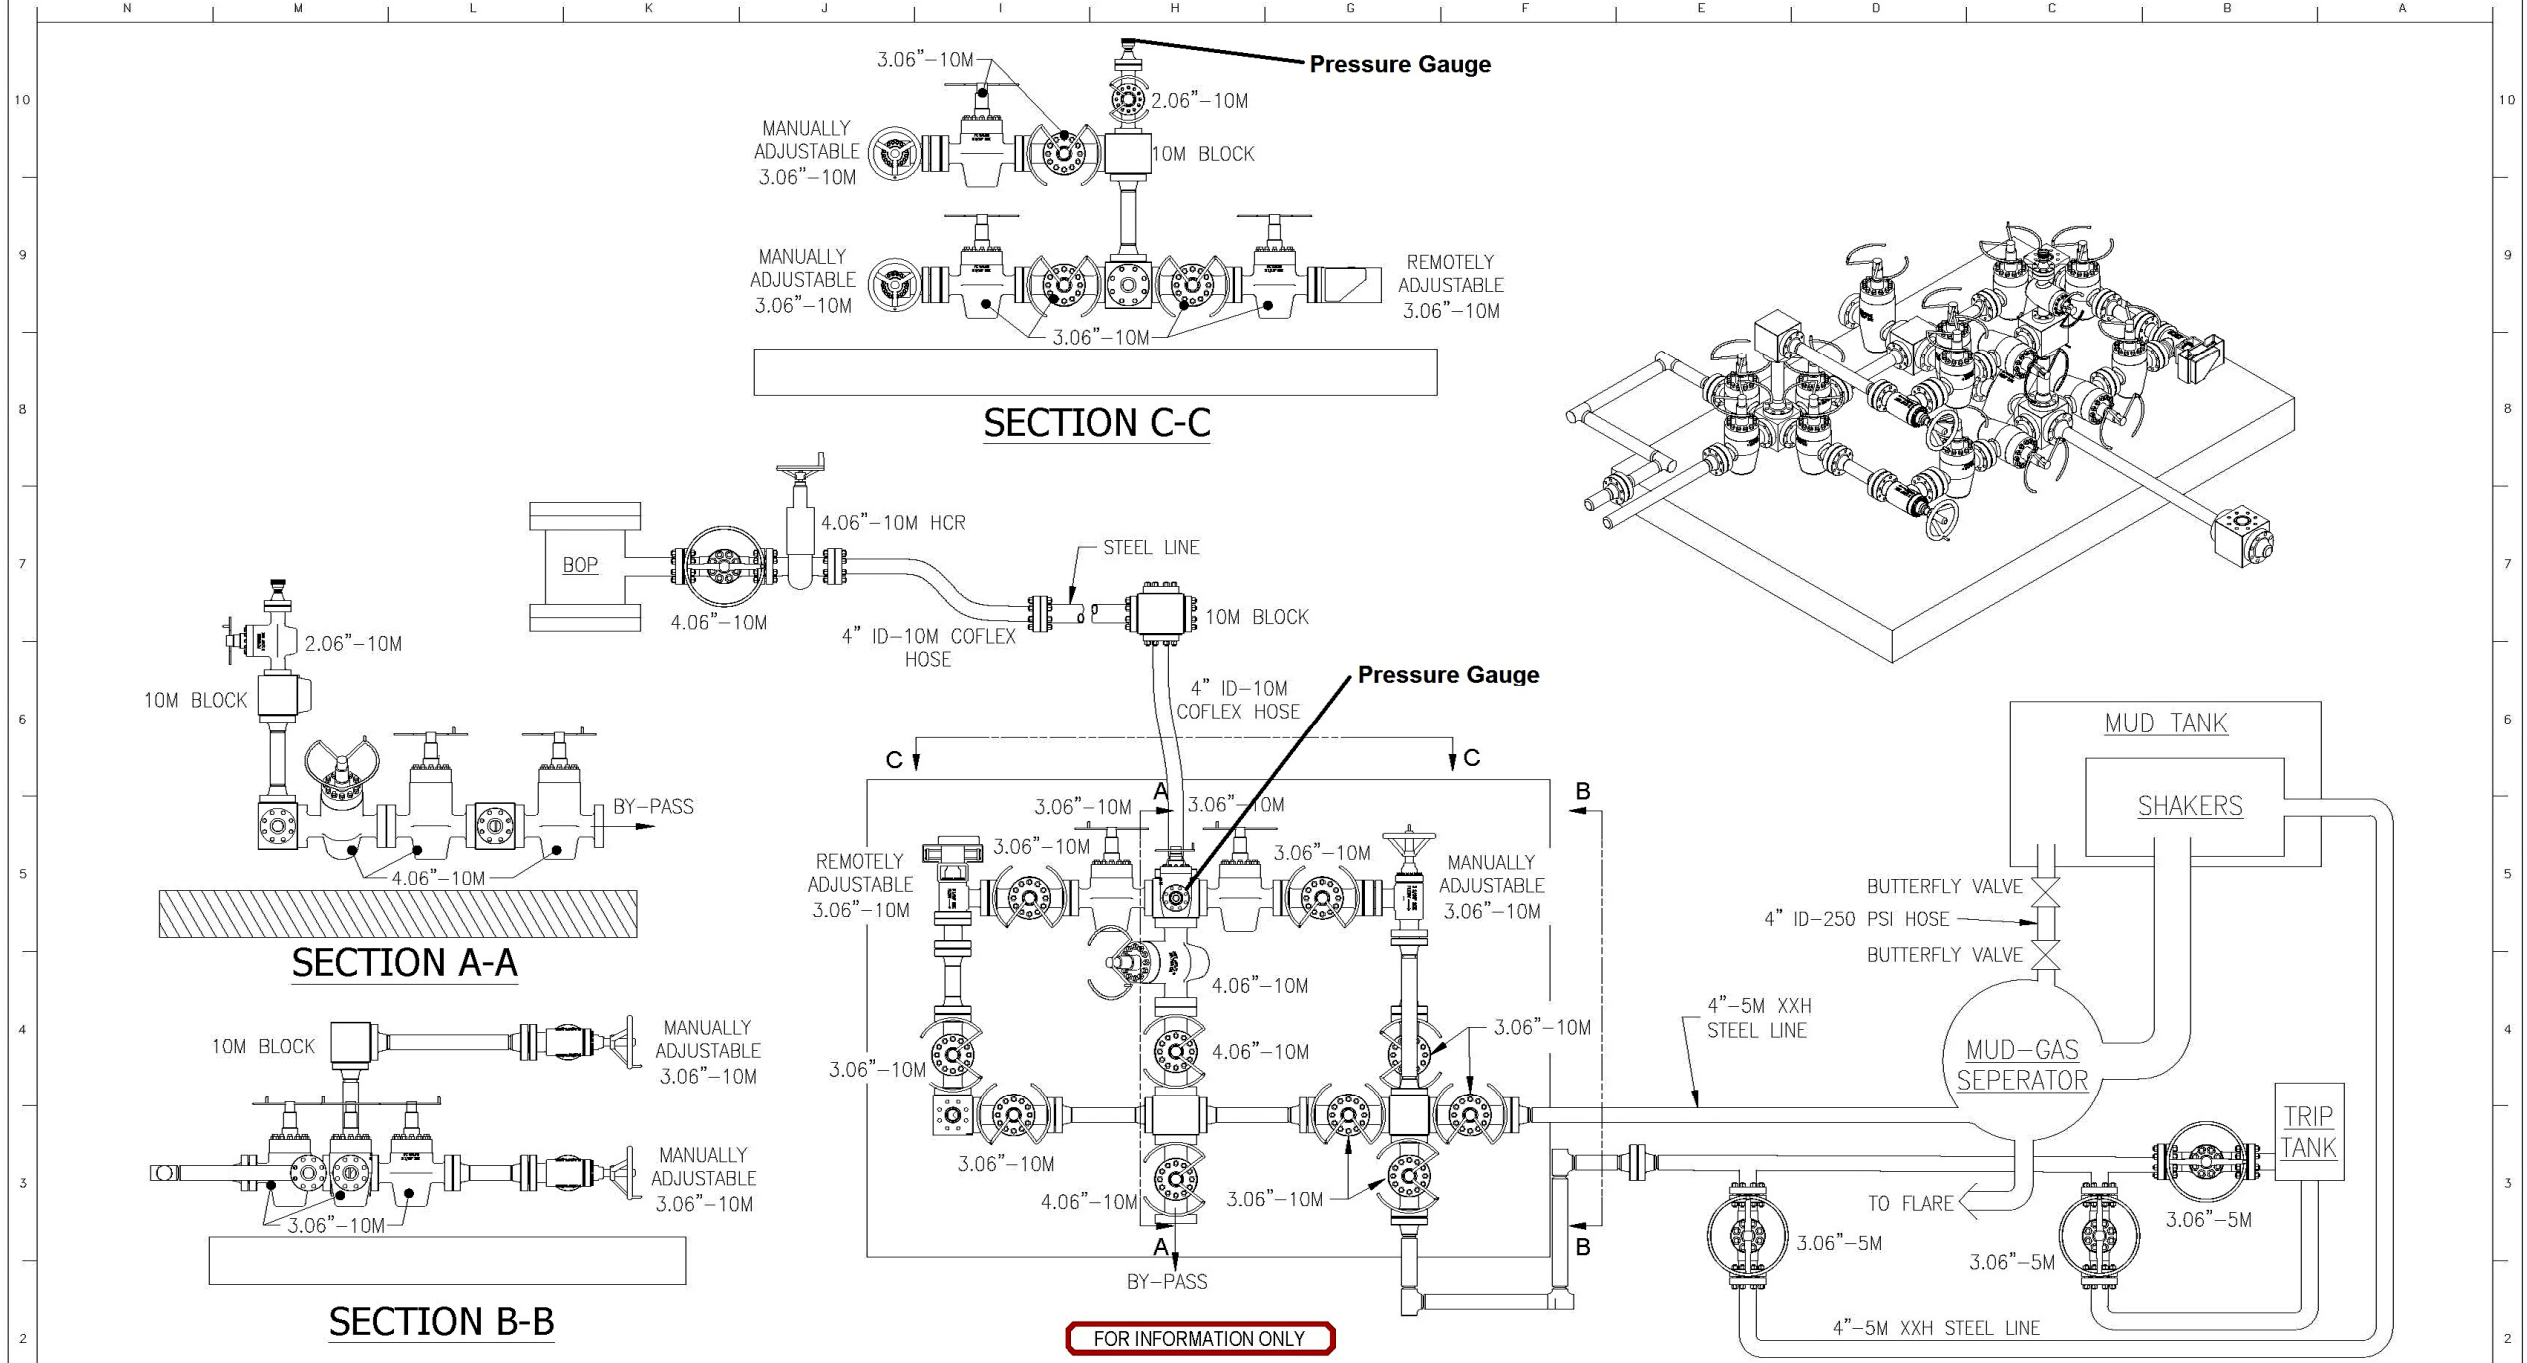 N M L K J I H G F E D C B A
10
10
9
9
8
8
7
7
6
6
5
5
4
4
3
3
2
2
3.06"-10M
Pressure Gauge
2.06"-10M
MANUALLY
ADJUSTABLE
3.06"-10M
10M BLOCK
MANUALLY
ADJUSTABLE
3.06"-10M
REMOTELY
ADJUSTABLE
3.06"-10M
3.06"-10M
SECTION C-C
BOP
4.06"-10M HCR
4.06"-10M
STEEL LINE
4" ID-10M COFLEX
HOSE
10M BLOCK
4" ID-10M
COFLEX HOSE
Pressure Gauge
2.06"-10M
10M BLOCK
BY-PASS
4.06"-10M
SECTION A-A
10M BLOCK
MANUALLY
ADJUSTABLE
3.06"-10M
MANUALLY
ADJUSTABLE
3.06"-10M
3.06"-10M
SECTION B-B
C
C
A
B
3.06"-10M
3.06"-10M
3.06"-10M
3.06"-10M
REMOTELY
ADJUSTABLE
3.06"-10M
MANUALLY
ADJUSTABLE
3.06"-10M
4.06"-10M
3.06"-10M
4.06"-10M
3.06"-10M
3.06"-10M
4.06"-10M
3.06"-10M
A
B
BY-PASS
4"-5M XXH
STEEL LINE
MUD TANK
SHAKERS
BUTTERFLY VALVE
4" ID-250 PSI HOSE
BUTTERFLY VALVE
MUD-GAS
SEPERATOR
TRIP
TANK
TO FLARE
3.06"-5M
3.06"-5M
3.06"-5M
4"-5M XXH STEEL LINE
FOR INFORMATION ONLY